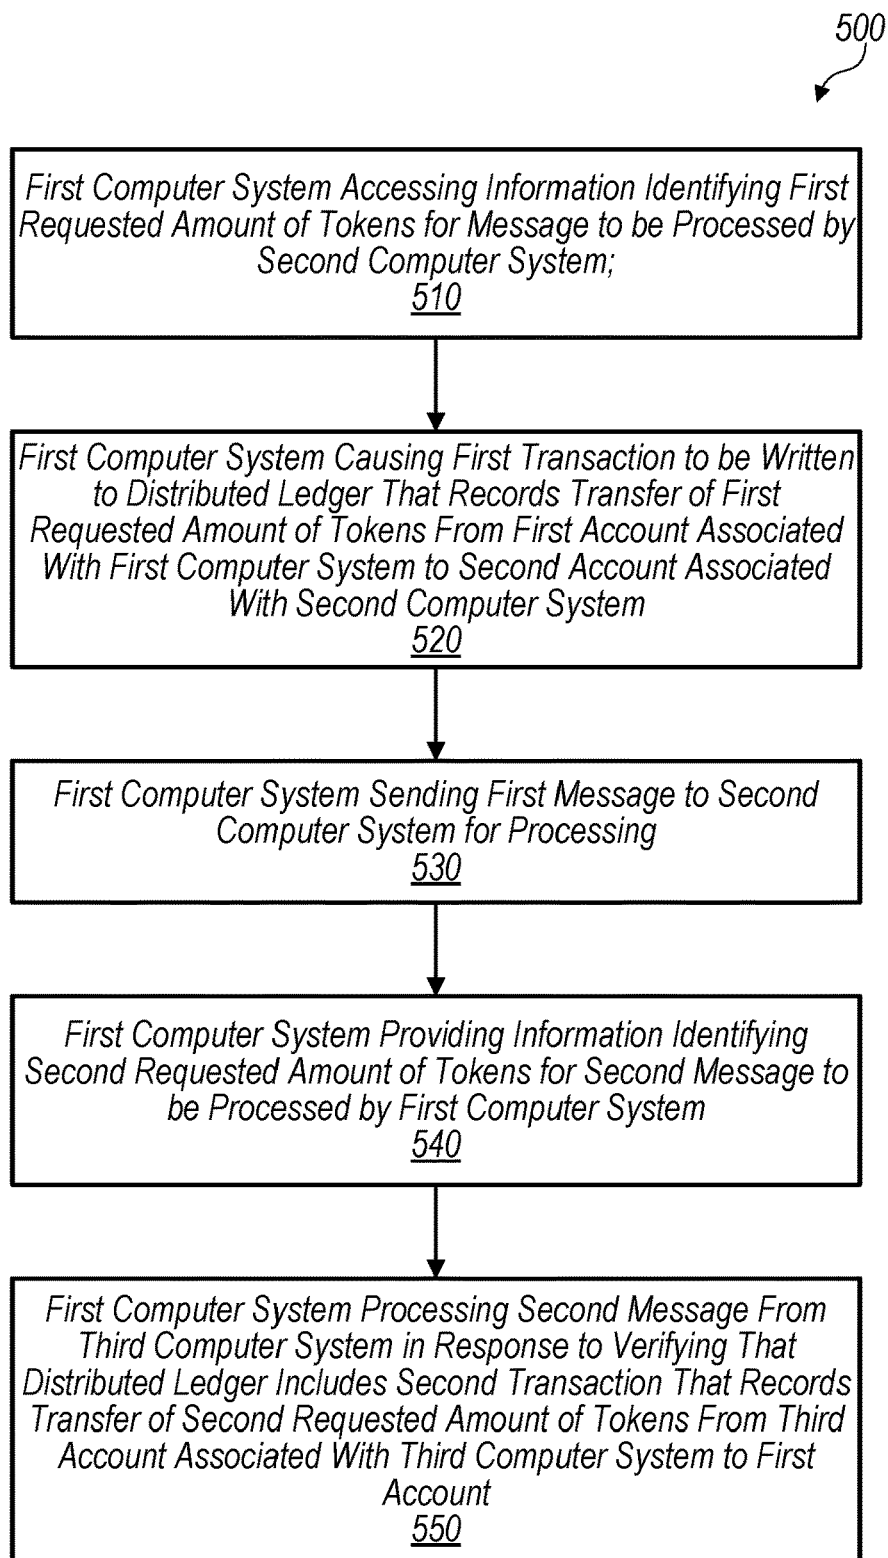 500
First Computer System Accessing Information Identifying First
Requested Amount of Tokens for Message to be Processed by
Second Computer System;
510
First Computer System Causing First Transaction to be Written
to Distributed Ledger That Records Transfer of First
Requested Amount of Tokens From First Account Associated
With First Computer System to Second Account Associated
With Second Computer System
520
First Computer System Sending First Message to Second
Computer System for Processing
530
First Computer System Providing Information Identifying
Second Requested Amount of Tokens for Second Message to
be Processed by First Computer System
540
First Computer System Processing Second Message From
Third Computer System in Response to Verifying That
Distributed Ledger Includes Second Transaction That Records
Transfer of Second Requested Amount of Tokens From Third
Account Associated With Third Computer System to First
Account
550